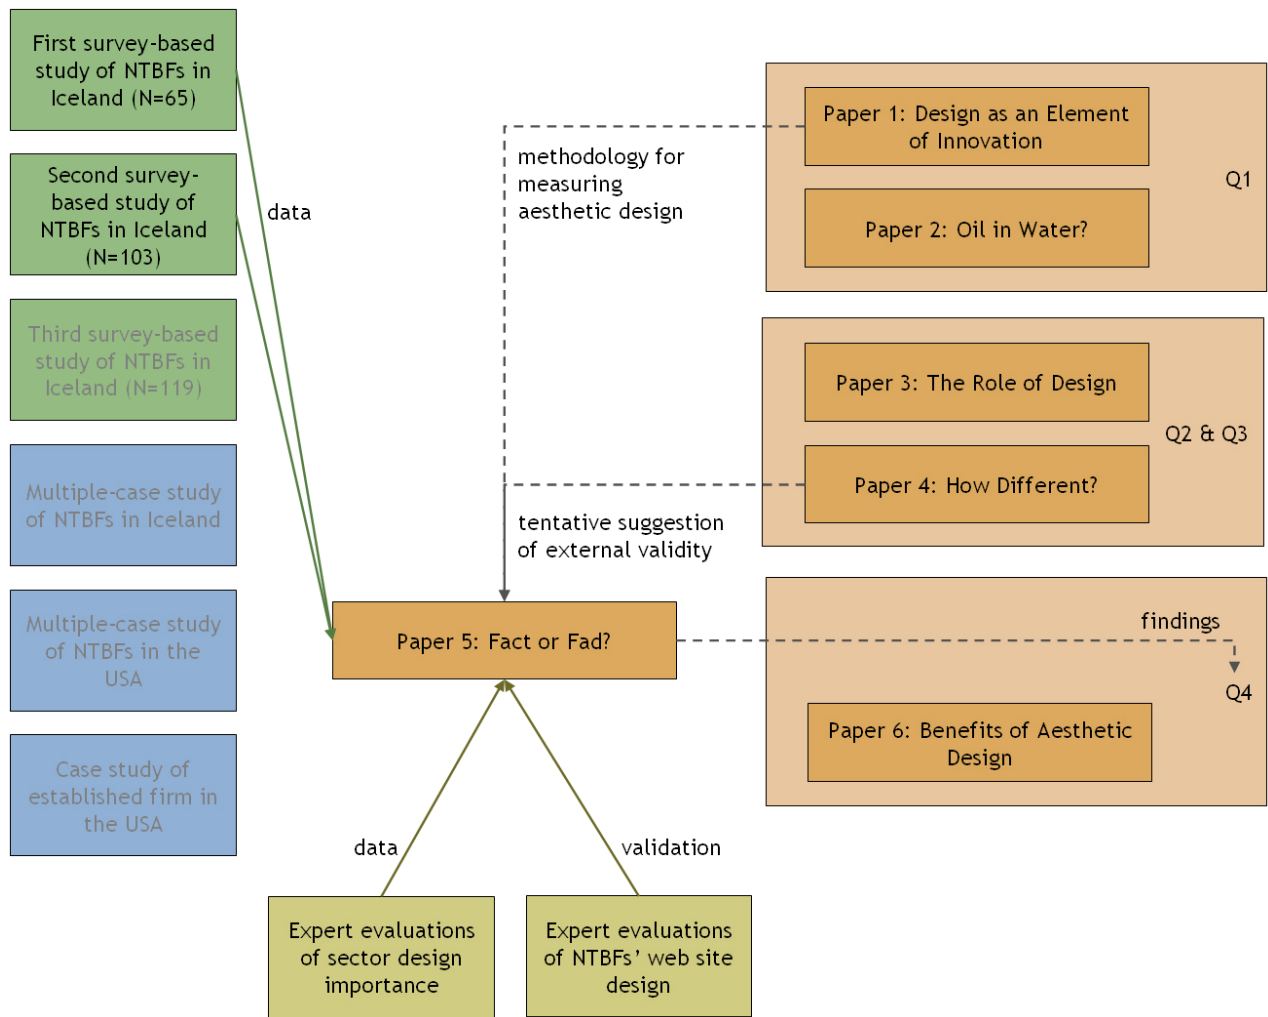 First survey-based
study of NTBFs in
Iceland (N=65)
Second survey-
based study of
NTBFs in Iceland
(N=103)
Third survey-based
study of NTBFs in
Iceland (N=119)
Multiple-case study
of NTBFs in Iceland
Multiple-case study
of NTBFs in the
USA
Case study of
established firm in
the USA
data
methodology for
measuring
aesthetic design
Paper 1: Design as an Element
of Innovation
Q1
Paper 2: Oil in Water?
Paper 3: The Role of Design
Q2 & Q3
Paper 4: How Different?
tentative suggestion
of external validity
Paper 5: Fact or Fad?
findings
Q4
Paper 6: Benefits of Aesthetic
Design
data
validation
Expert evaluations
of sector design
importance
Expert evaluations
of NTBFs’ web site
design